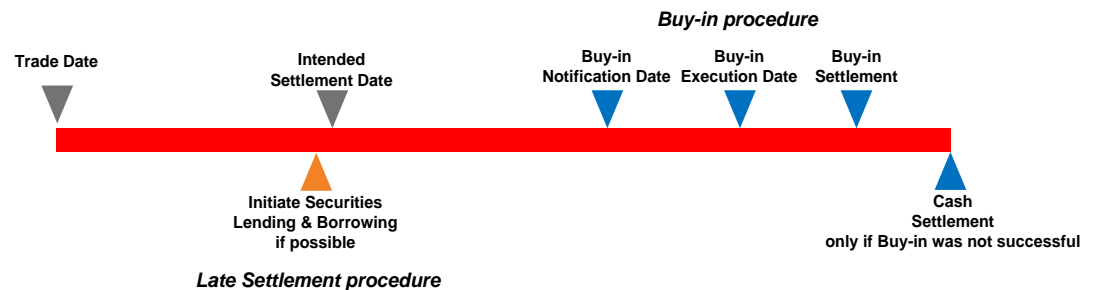 Buy-in procedure
Trade Date
Intended
Settlement Date
Buy-in
Notification Date
Buy-in
Execution Date
Buy-in
Settlement
Initiate Securities
Lending & Borrowing
if possible
Cash
Settlement
only if Buy-in was not successful
Late Settlement procedure